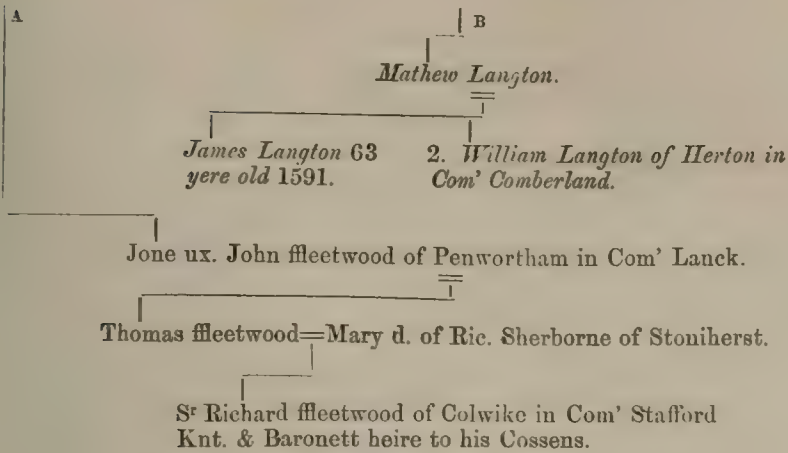 A
B
Mathew Langton.
James Langton 63
yere old 1591.
2. William Langton of Herton in
Com' Comberland.
Jone ux. John ffleetwood of Penwortham in Com' Lanck.
Thomas ffleetwood=Mary d. of Ric. Sherborne of Stoniherst.
Sr Richard ffleetwood of Colwike in Com' Stafford
Knt. & Baronett heire to his Cossens.